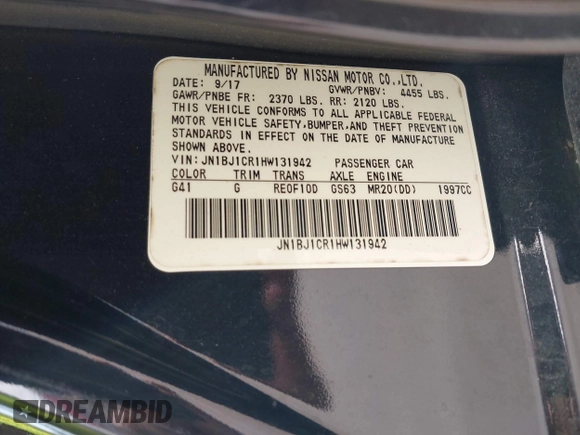 MANUFACTURED BY NISSAN MOTOR CO.,LTD.
DATE: 9/17 GVWR/PNBV: 4455 LBS.
GAWR/PNBE FR: 2370 LBS. RR: 2120 LBS.
THIS VEHICLE CONFORMS TO ALL APPLICABLE FEDERAL
MOTOR VEHICLE SAFETY,BUMPER,AND THEFT PREVENTION
STANDARDS IN EFFECT ON THE DATE OF MANUFACTURE
SHOWN ABOVE.
VIN: JN1BJ1CR1HW131942 PASSENGER CAR
COLOR TRIM TRANS AXLE ENGINE
G41 G RE0F10D GS63 MR20(DD) 1997CC
JN1BJ1CR1HW131942
DREAMBID